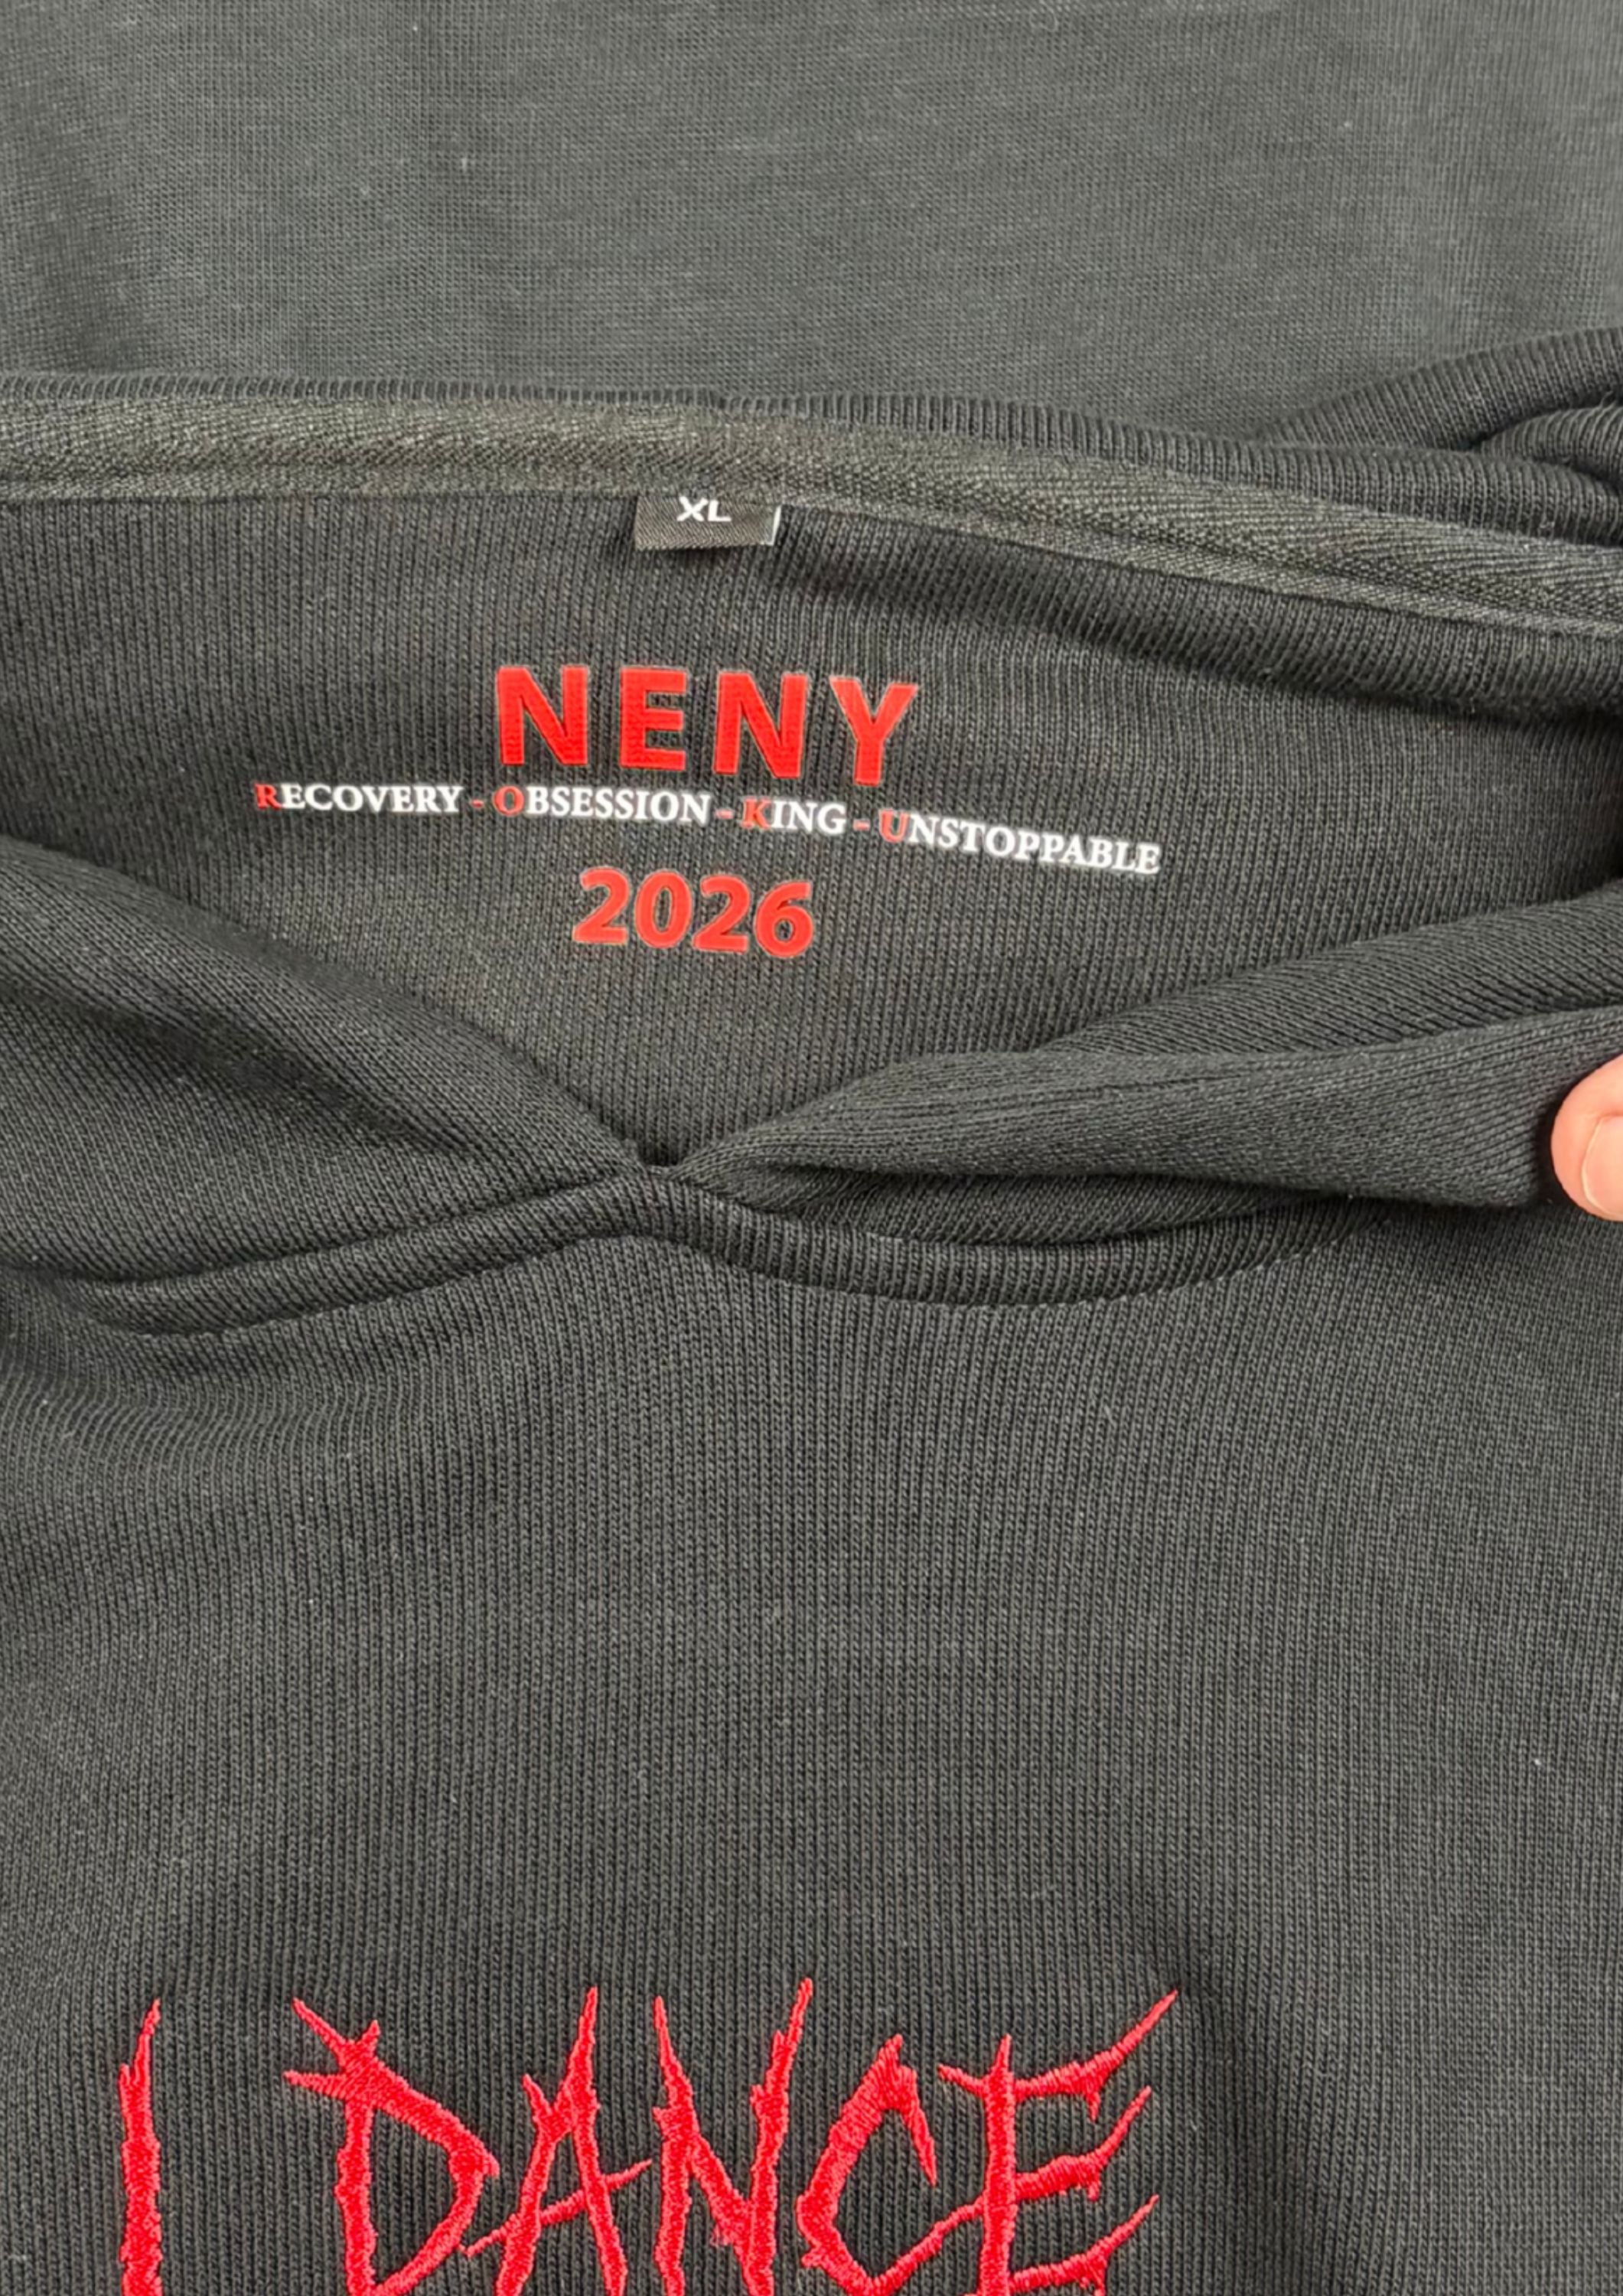 XL
NENY
RECOVERY - OBSESSION - KING - UNSTOPPABLE
2026
I DANCE